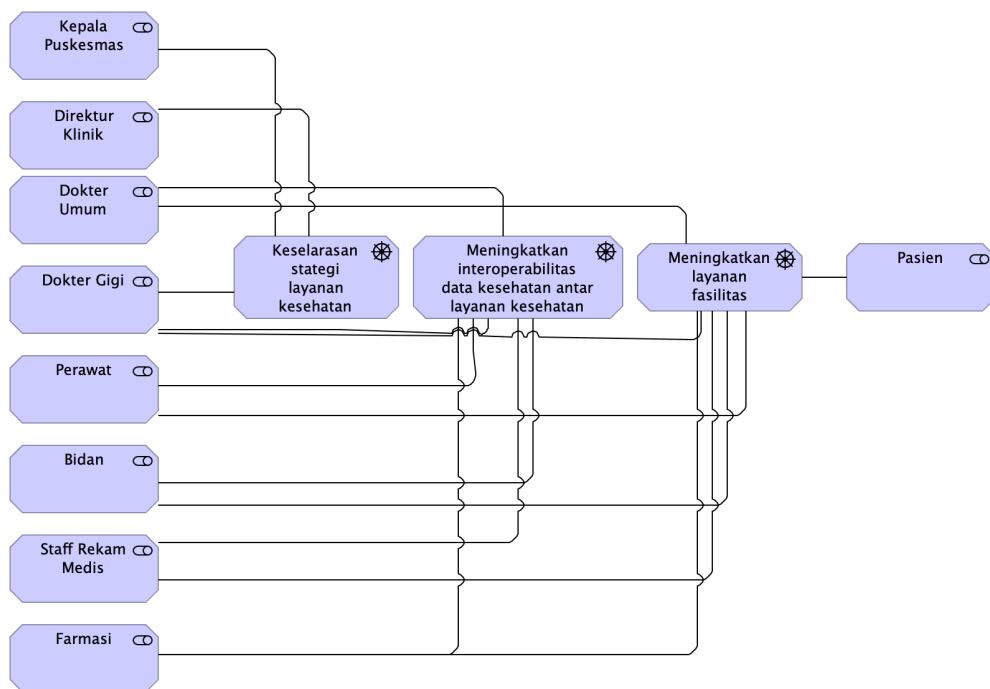 Kepala
Puskesmas
Direktur
Klinik
Dokter
Umum
Dokter Gigi
Perawat
Bidan
Staff Rekam
Medis
Farmasi
Keselarasan
stategi
layanan
kesehatan
Meningkatkan
interoperabilitas
data kesehatan antar
layanan kesehatan
Meningkatkan
layanan
fasilitas
Pasien